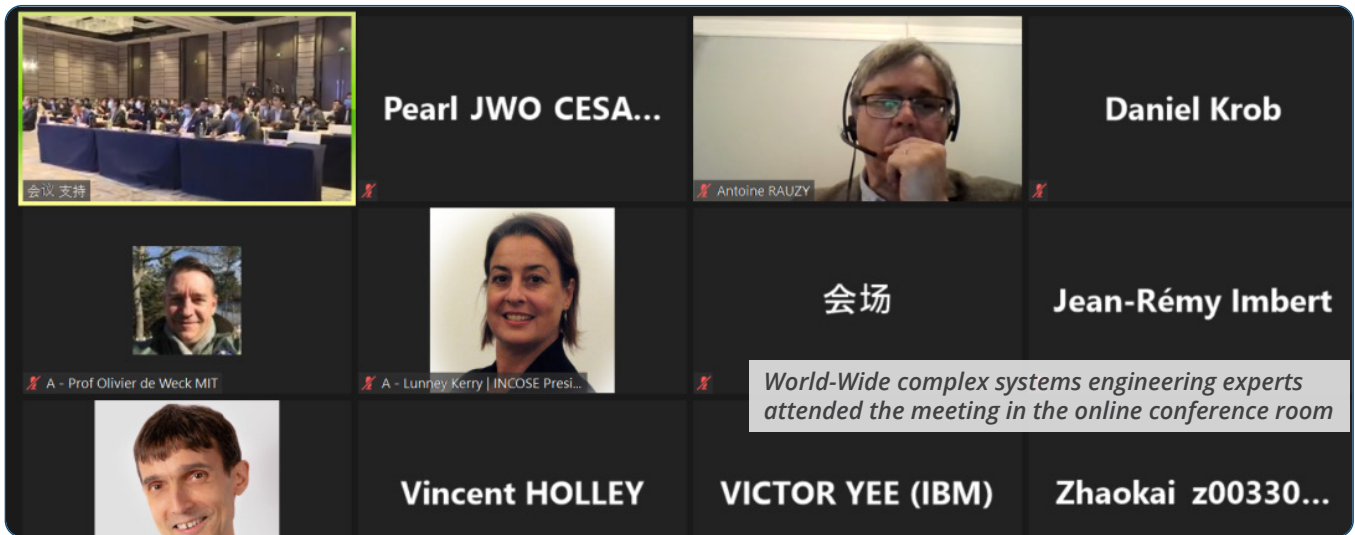 Pearl JWO CESA...
Daniel Krob
会议 支持
Antoine RAUZY
会场
Jean-Rémy Imbert
A - Prof Olivier de Weck MIT
A - Lunney Kerry | INCOSE Presi...
World-Wide complex systems engineering experts
attended the meeting in the online conference room
Vincent HOLLEY
VICTOR YEE (IBM)
Zhaokai z00330...